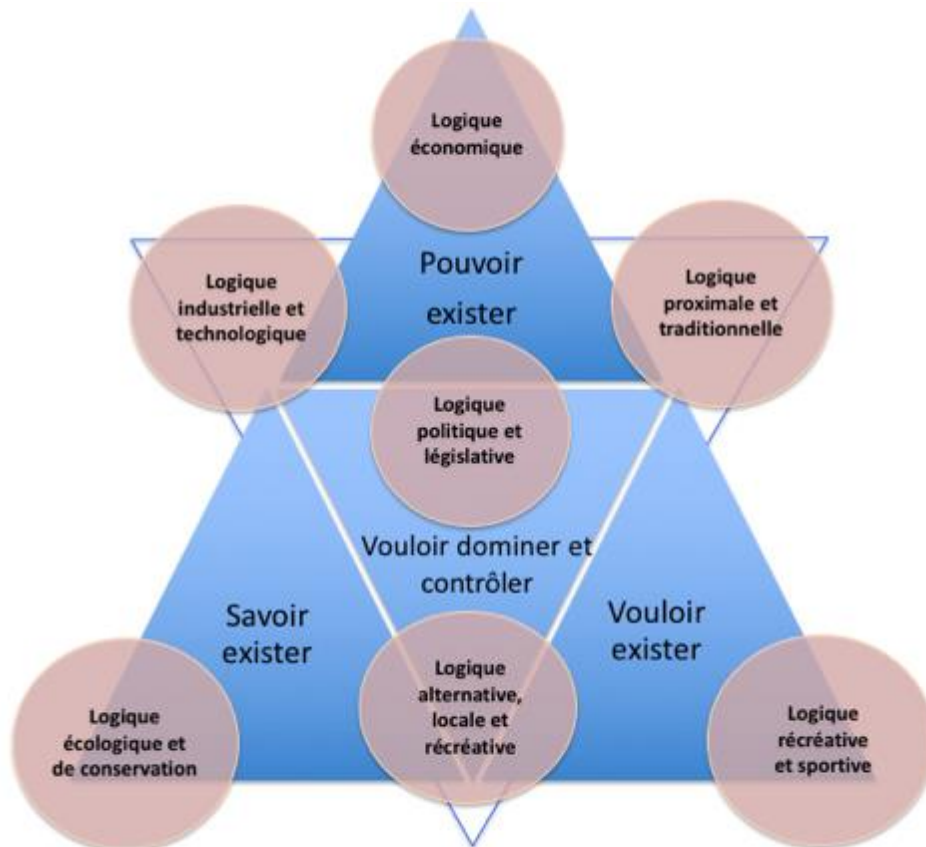 Logique
économique
Pouvoir
exister
Logique
industrielle et
technologique
Logique
proximale et
traditionnelle
Logique
politique et
législative
Vouloir dominer et
contrôler
Savoir
exister
Vouloir
exister
Logique
écologique et
de conservation
Logique
alternative,
locale et
récréative
Logique
récréative
et sportive